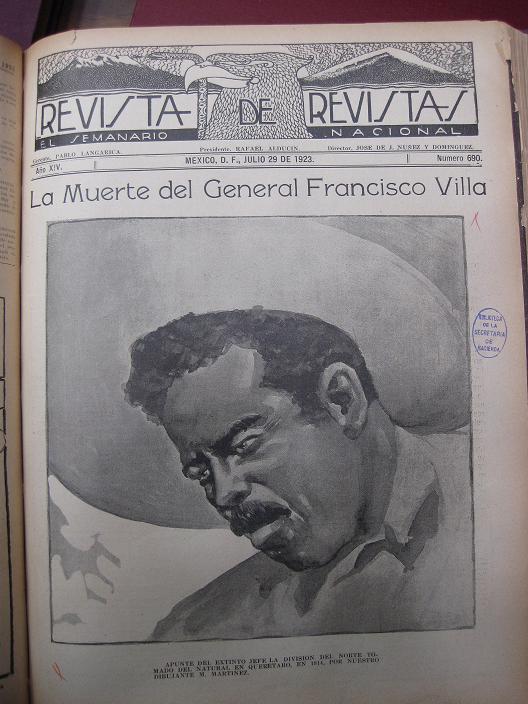 REVISTA DE REVISTAS
EL SEMANARIO NACIONAL
Gerente, PABLO LANGARICA. Presidente, RAFAEL ALDUCIN. Director, JOSE DE J. NUÑEZ Y DOMINGUEZ.
Año XIV. MEXICO, D. F., JULIO 29 DE 1923. Número 690.
La Muerte del General Francisco Villa
BIBLIOTECA
DE LA
SECRETARIA
DE
HACIENDA
APUNTE DEL EXTINTO JEFE LA DIVISION DEL NORTE TO-
MADO DEL NATURAL EN QUERETARO, EN 1914, POR NUESTRO
DIBUJANTE M. MARTINEZ.